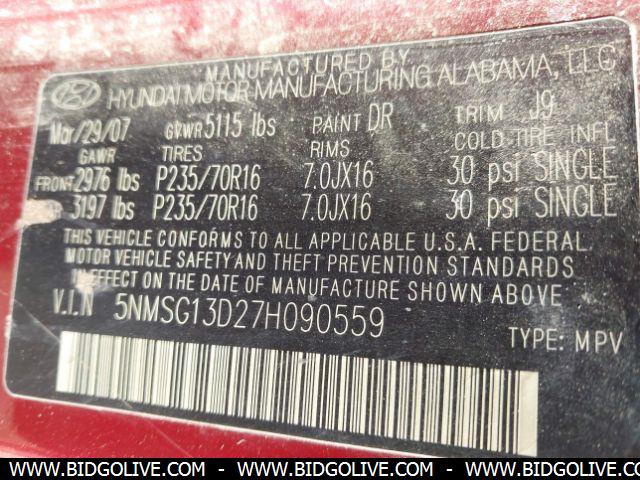 MANUFACTURED BY
HYUNDAI MOTOR MANUFACTURING ALABAMA, LLC
Mar/29/07 GVWR 5115 lbs PAINT DR TRIM J9
GAWR TIRES RIMS COLD TIRE INFL
FRONT 2976 lbs P235/70R16 7.0JX16 30 psi SINGLE
3197 lbs P235/70R16 7.0JX16 30 psi SINGLE
THIS VEHICLE CONFORMS TO ALL APPLICABLE U.S.A. FEDERAL
MOTOR VEHICLE SAFETY AND THEFT PREVENTION STANDARDS
IN EFFECT ON THE DATE OF MANUFACTURE SHOWN ABOVE.
V.I.N 5NMSG13D27H090559 TYPE: MPV
WWW.BIDGOLIVE.COM - WWW.BIDGOLIVE.COM - WWW.BIDGOLIVE.COM